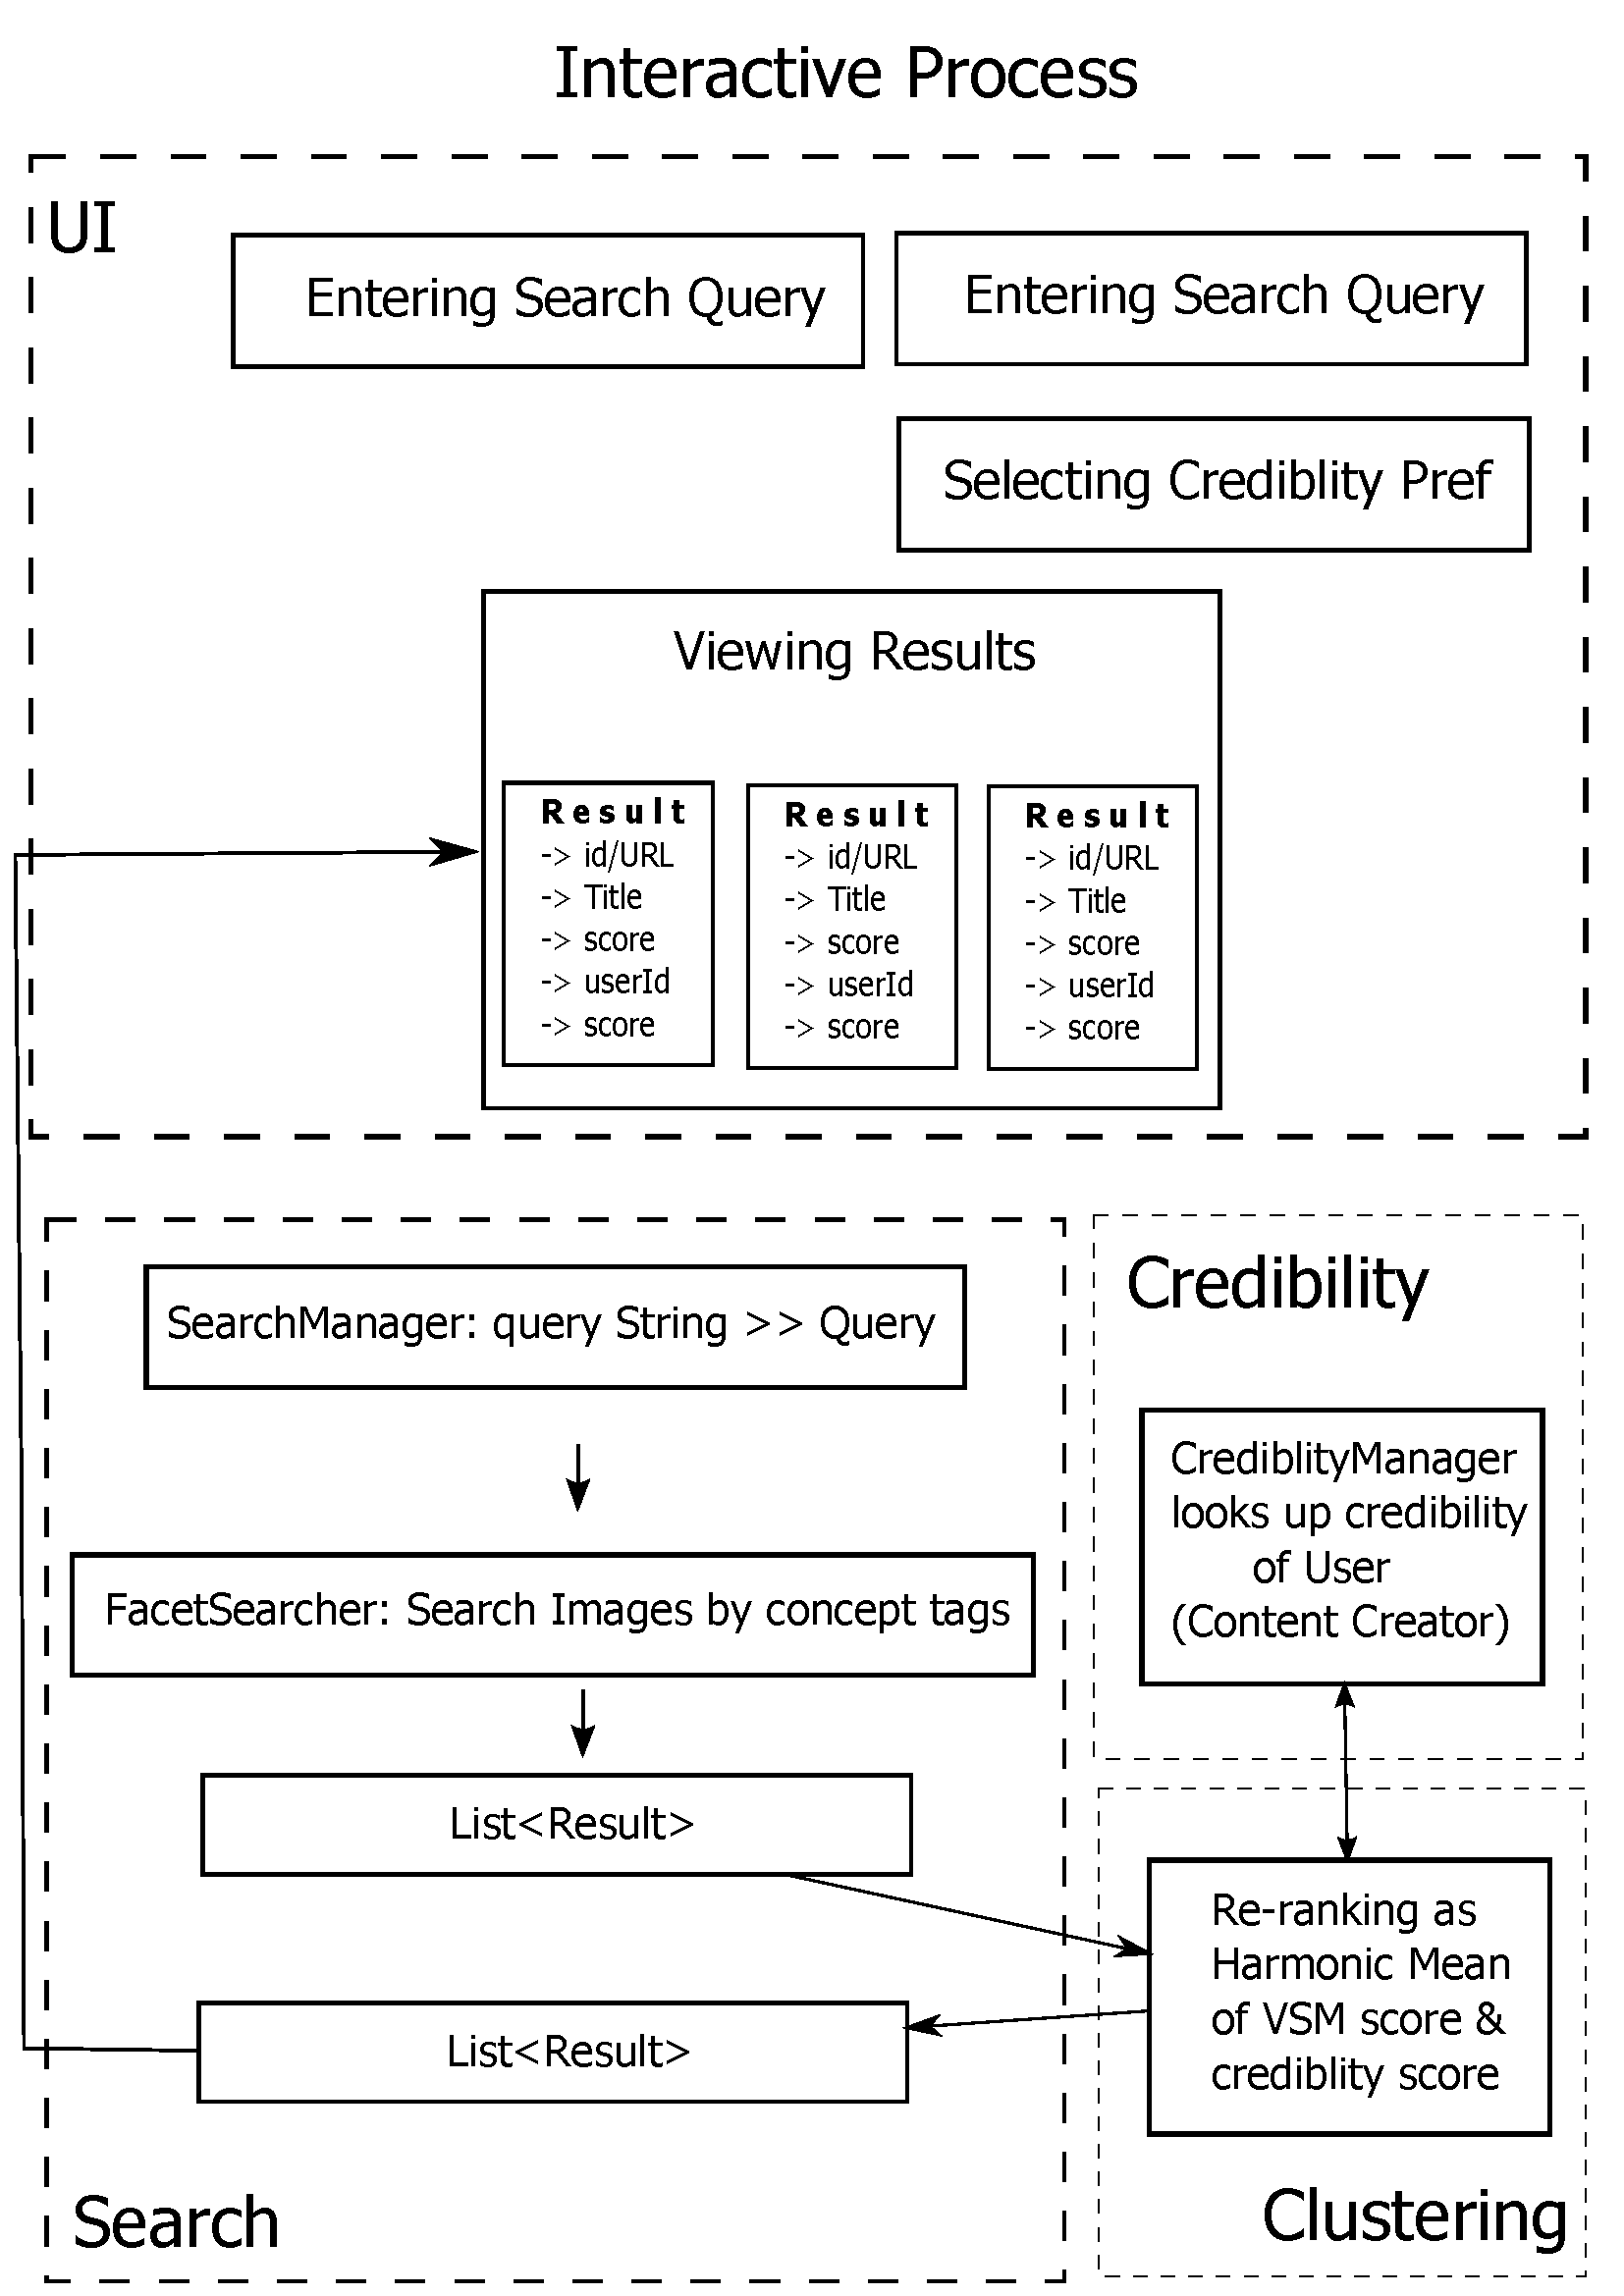 Interactive Process
UI
Entering Search Query
Entering Search Query
Selecting Crediblity Pref
Viewing Results
Result
-> id/URL
-> Title
-> score
-> userId
-> score
Result
-> id/URL
-> Title
-> score
-> userId
-> score
Result
-> id/URL
-> Title
-> score
-> userId
-> score
SearchManager: query String >> Query
FacetSearcher: Search Images by concept tags
List<Result>
List<Result>
Search
Credibility
CrediblityManager
looks up credibility
of User
(Content Creator)
Re-ranking as
Harmonic Mean
of VSM score &
crediblity score
Clustering